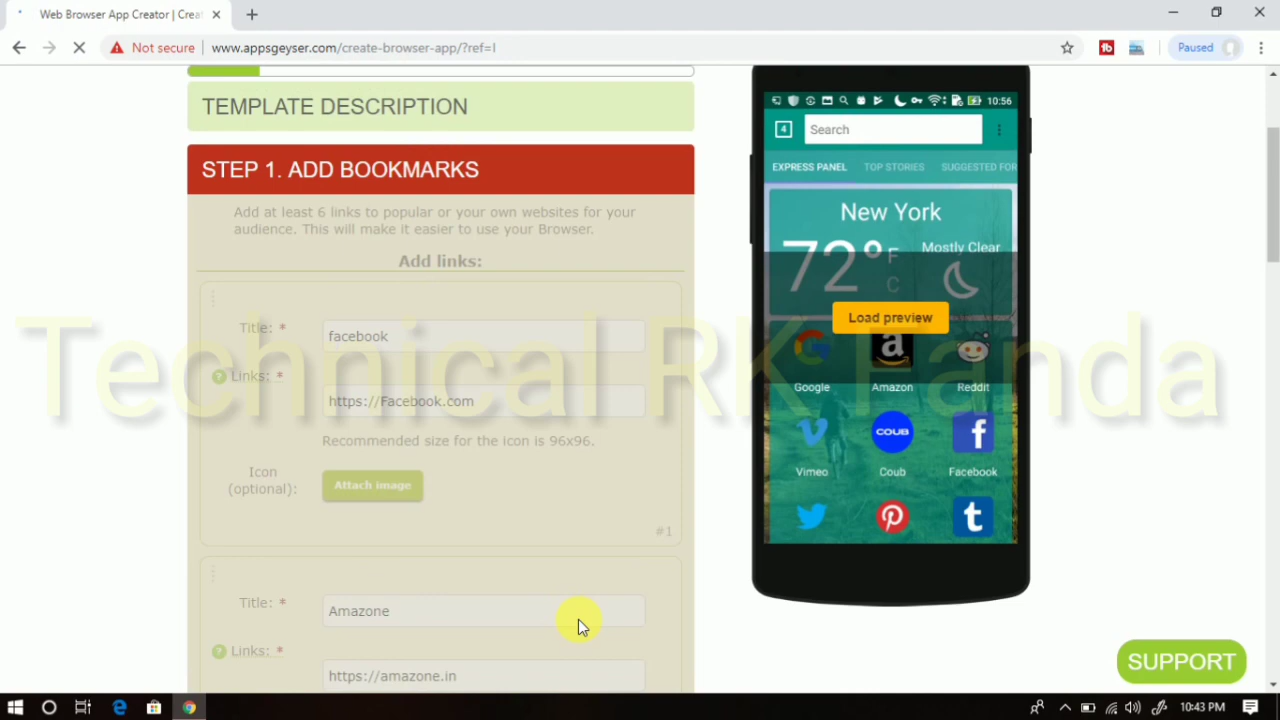 Web Browser App Creator | Crea
Not secure
www.appsgeyser.com/create-browser-app/?ref=I
Paused
TEMPLATE DESCRIPTION
STEP 1. ADD BOOKMARKS
Add at least 6 links to popular or your own websites for your
audience. This will make it easier to use your Browser.
Add links:
Title: *
facebook
? Links: *
https://Facebook.com
Recommended size for the icon is 96x96.
Icon
(optional):
Attach image
#1
Title: *
Amazone
? Links: *
https://amazone.in
10:56
4
Search
EXPRESS PANEL TOP STORIES SUGGESTED FOR
New York
72° F
C
Mostly Clear
Load preview
Google Amazon Reddit
COUB
Vimeo Coub Facebook
Technical RK Panda
SUPPORT
10:43 PM